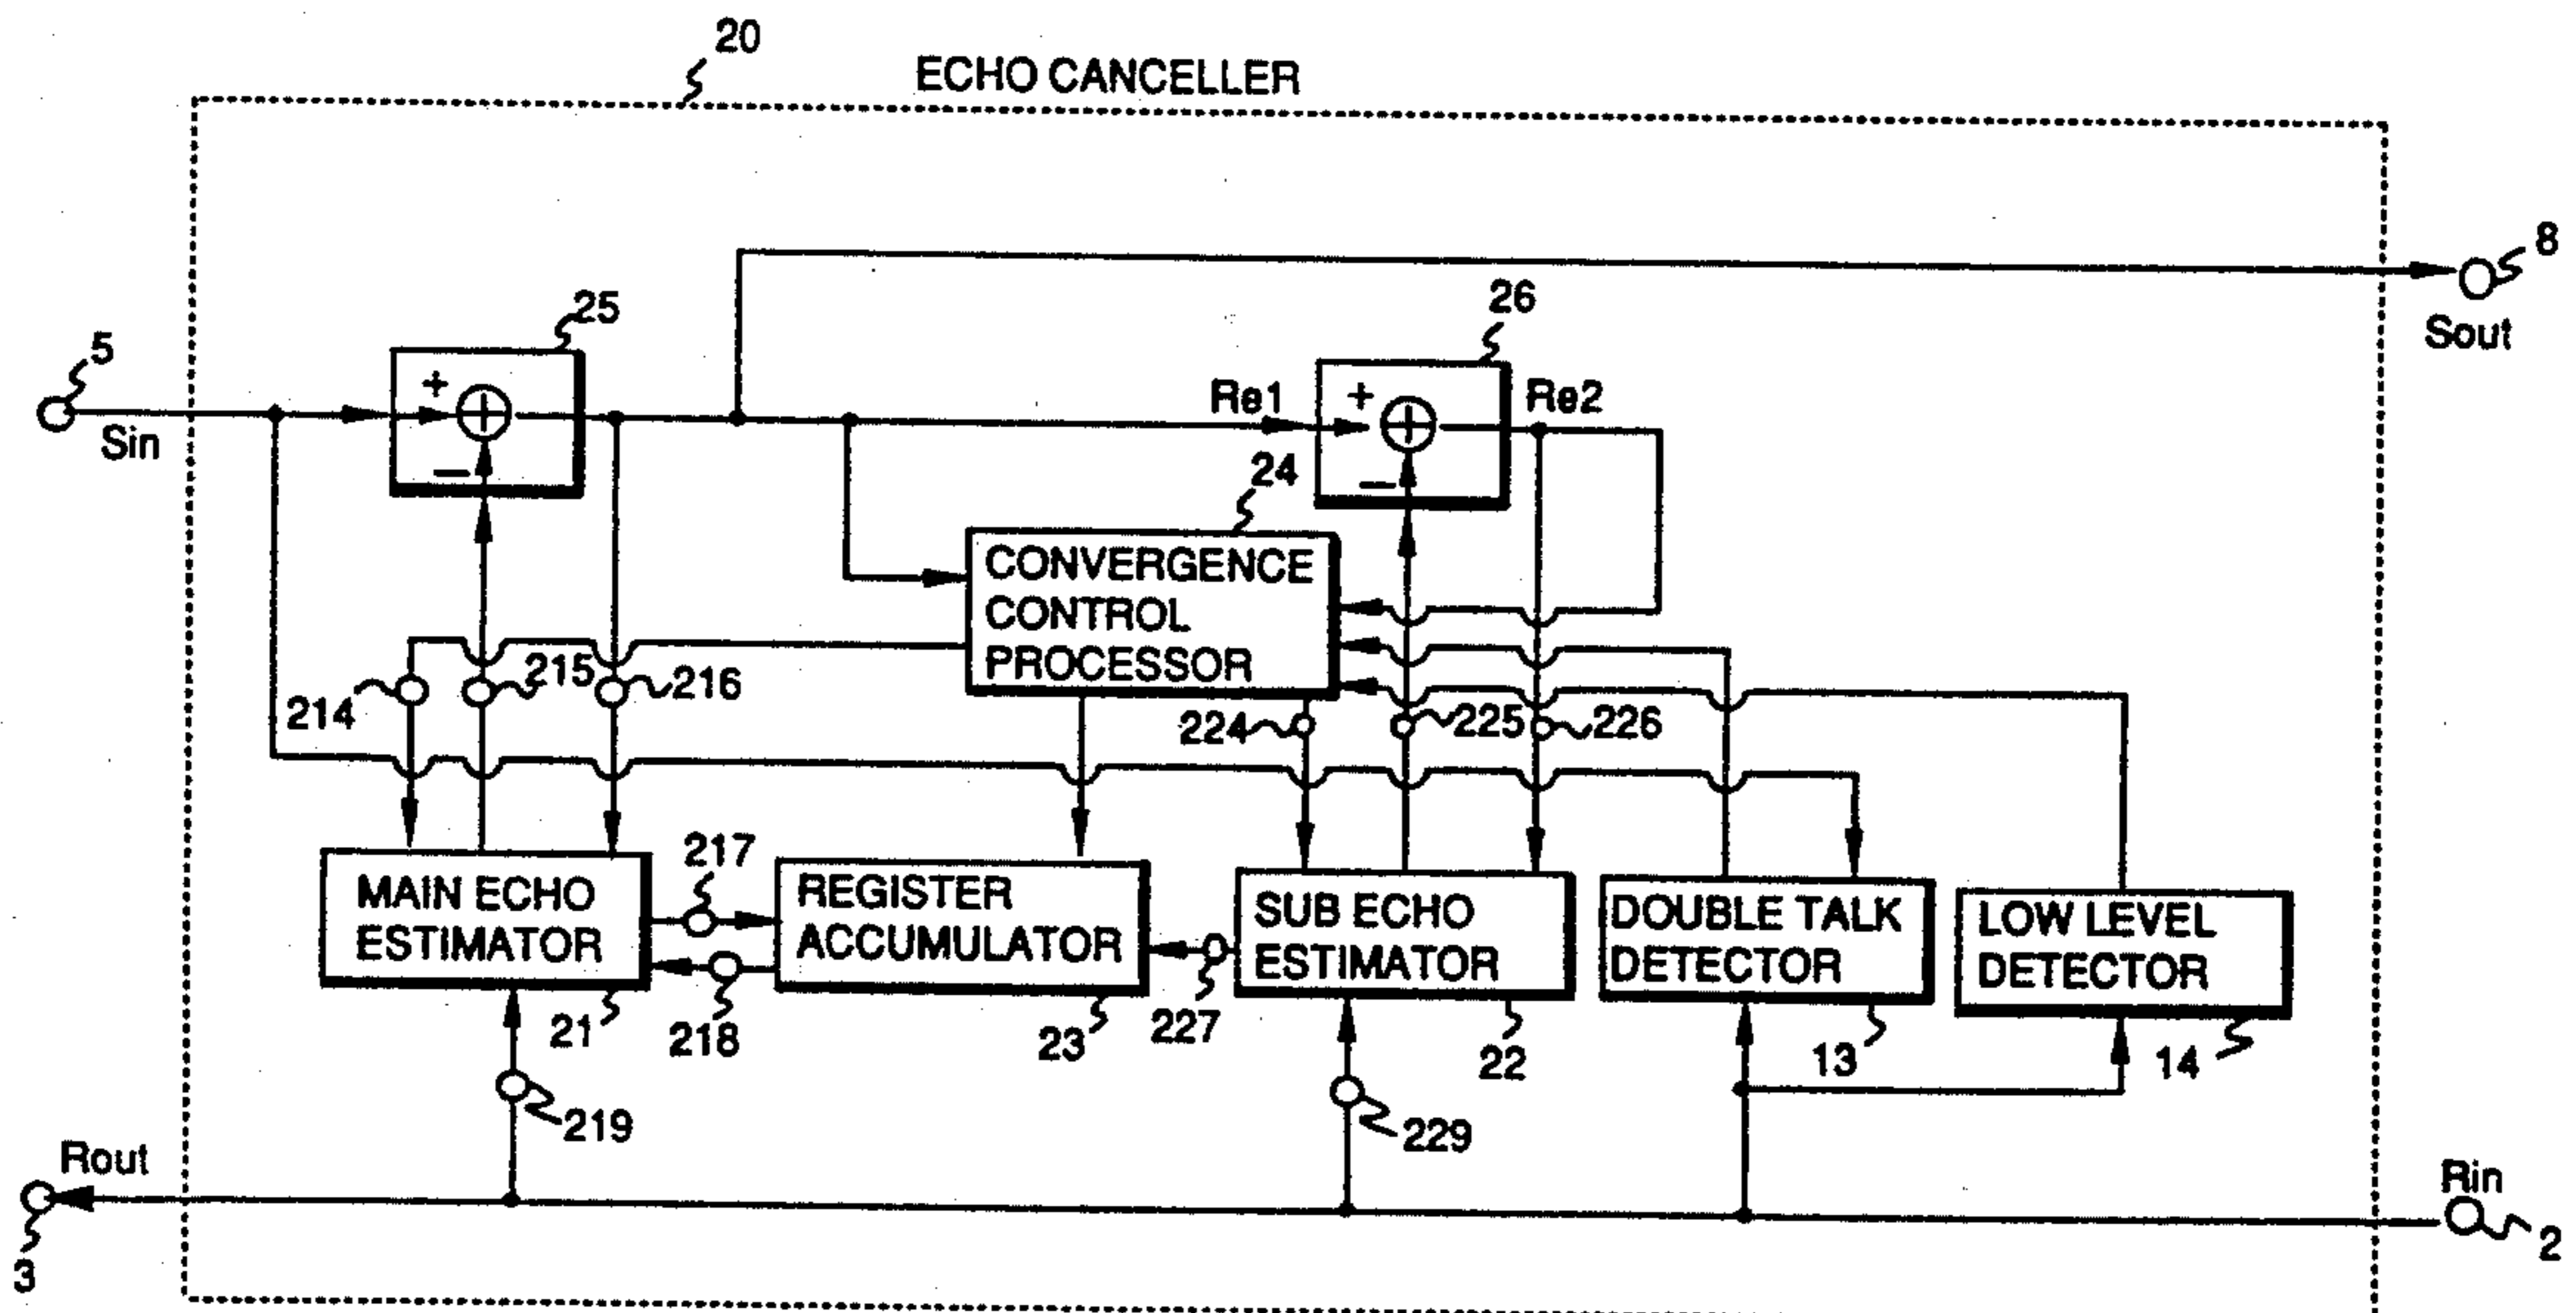 20
ECHO CANCELLER
8
Sout
25
26
5
Sin
+
−
Re1
+
−
Re2
24
CONVERGENCE
CONTROL
PROCESSOR
214
215
216
224
225
226
MAIN ECHO
ESTIMATOR
21
217
218
REGISTER
ACCUMULATOR
23
227
SUB ECHO
ESTIMATOR
22
DOUBLE TALK
DETECTOR
13
LOW LEVEL
DETECTOR
14
219
229
Rout
3
Rin
2